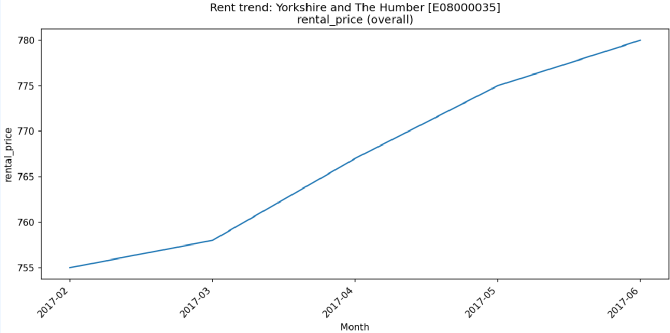 Rent trend: Yorkshire and The Humber [E08000035]
rental_price (overall)
rental_price
780
775
770
765
760
755
2017-02
2017-03
2017-04
2017-05
2017-06
Month